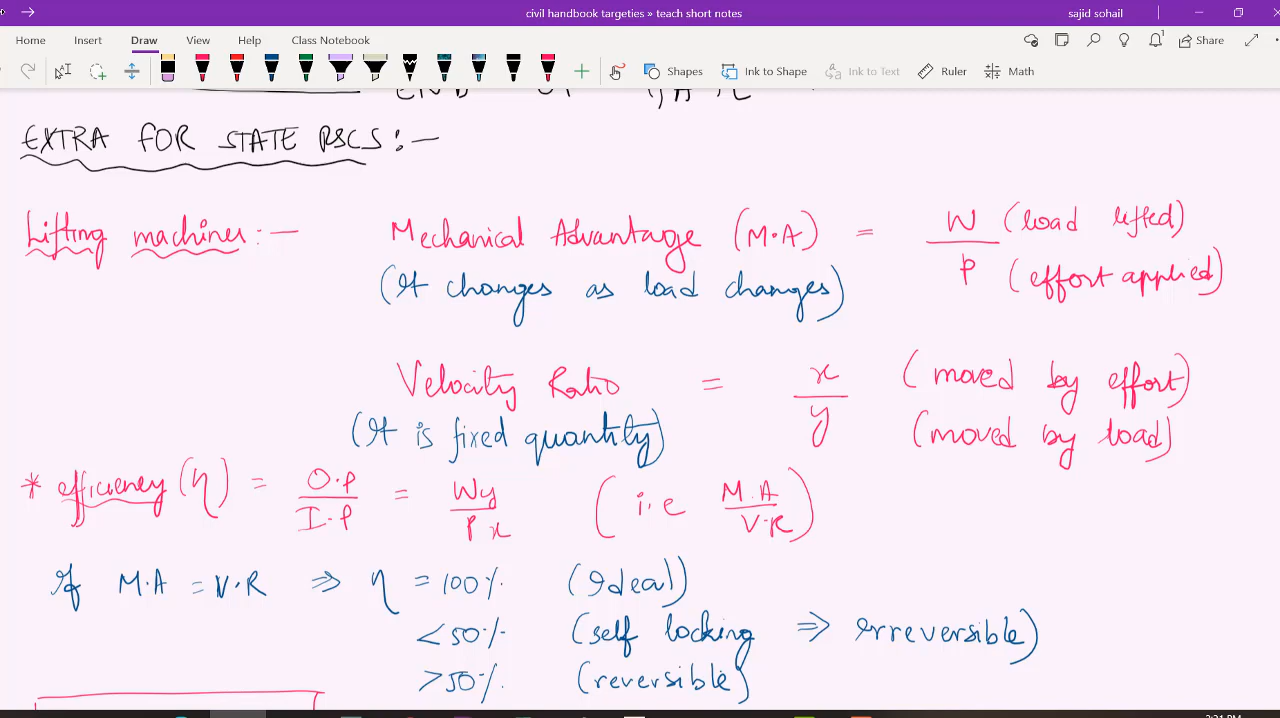 civil handbook targeties » teach short notes
sajid sohail
Home Insert Draw View Help Class Notebook
Share
Shapes Ink to Shape Ink to Text Ruler Math
EXTRA FOR STATE PSCS:-
Lifting machines:- Mechanical Advantage (M.A) = W (load lifted)
P (effort applied)
(It changes as load changes)
Velocity Ratio = x (moved by effort)
y (moved by load)
(It is fixed quantity)
* efficiency (η) = O.P / I.P = Wy / Px (i.e M.A / V.R)
If M.A = V.R ⇒ η = 100% (Ideal)
<50% (self locking ⇒ irreversible)
>50% (reversible)